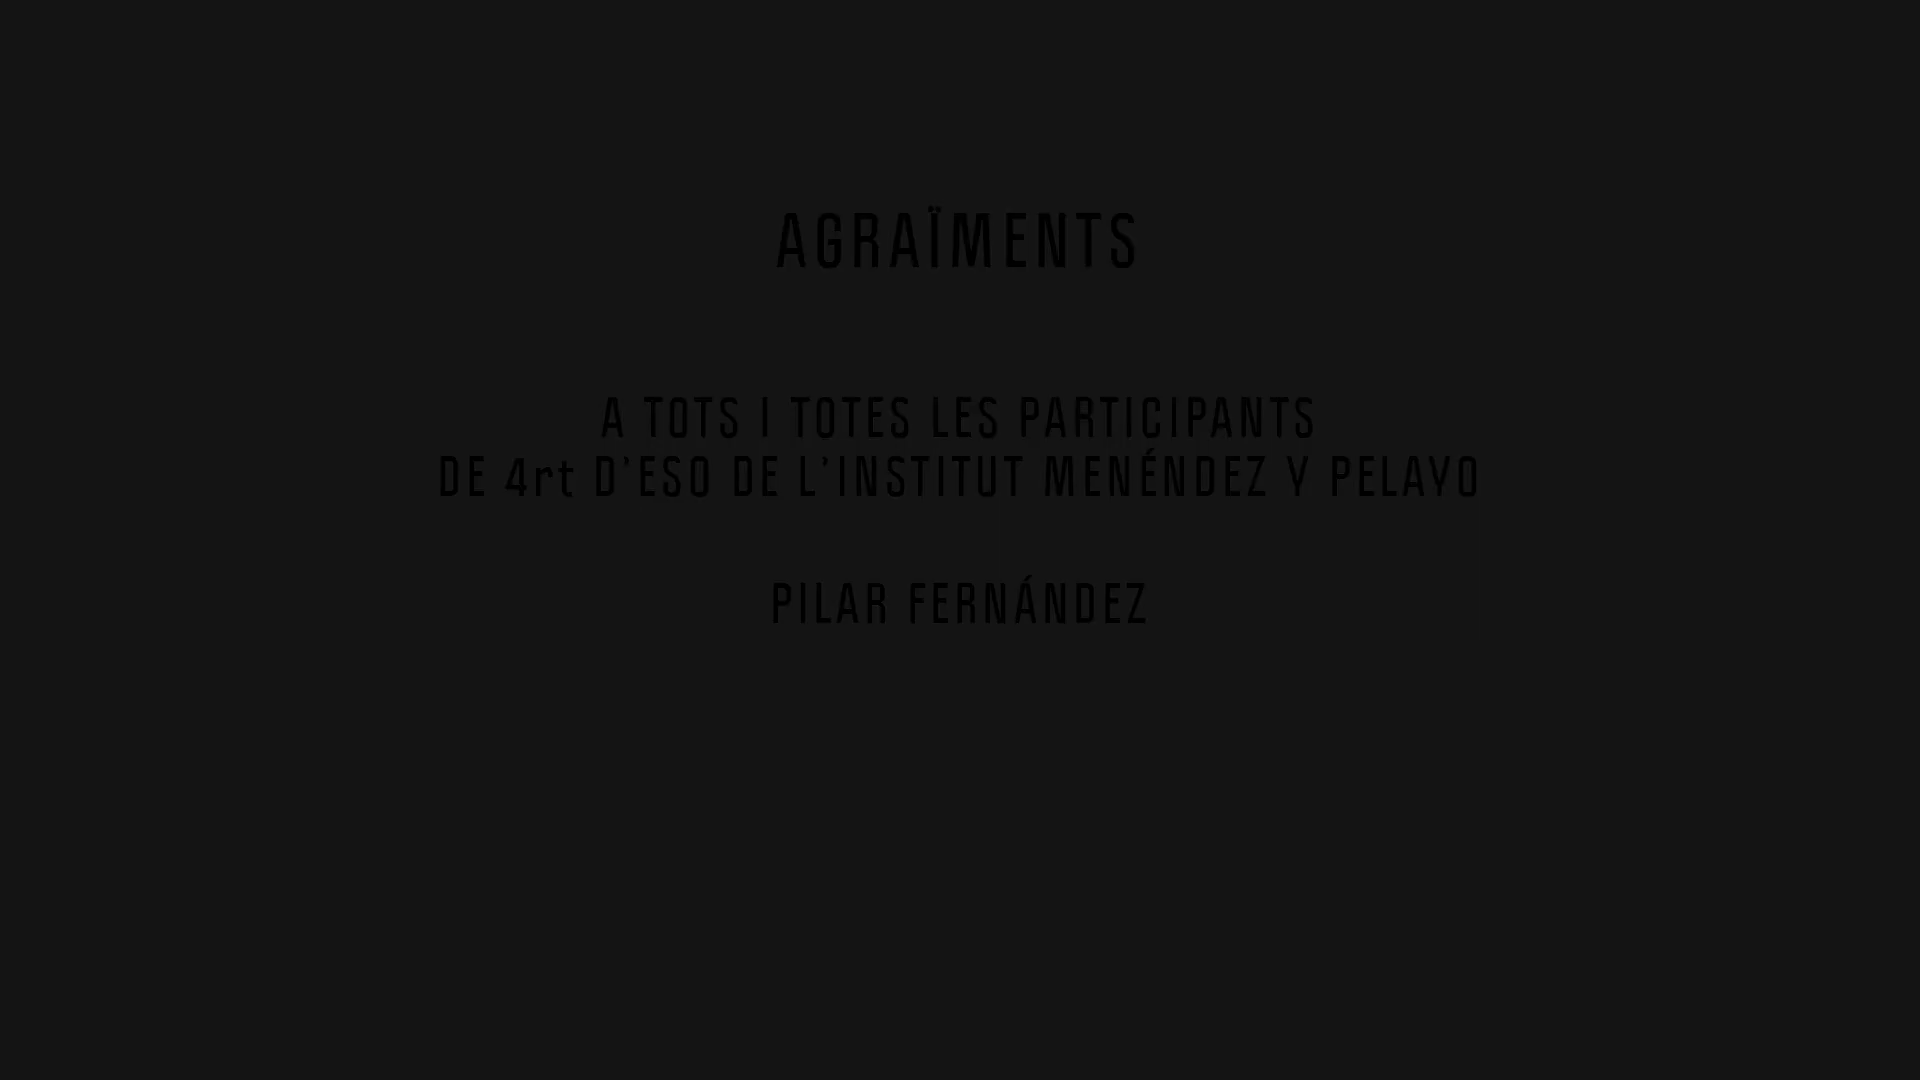 AGRAÏMENTS
A TOTS I TOTES LES PARTICIPANTS
DE 4rt D'ESO DE L'INSTITUT MENÉNDEZ Y PELAYO
PILAR FERNÁNDEZ